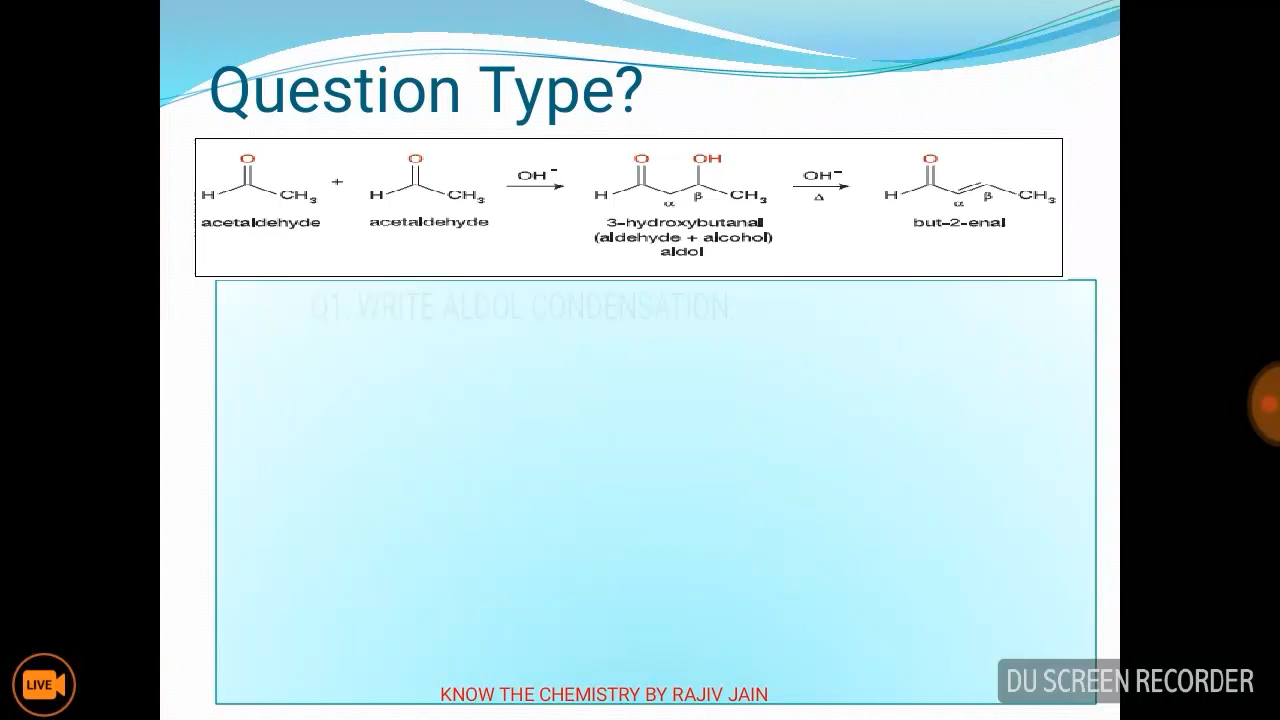 Question Type?
O O OH⁻ O OH OH⁻ O
H CH₃ + H CH₃ H α β CH₃ Δ H α β CH₃
acetaldehyde acetaldehyde 3-hydroxybutanal but-2-enal
(aldehyde + alcohol)
aldol
Q1. WRITE ALDOL CONDENSATION.
KNOW THE CHEMISTRY BY RAJIV JAIN
LIVE
DU SCREEN RECORDER